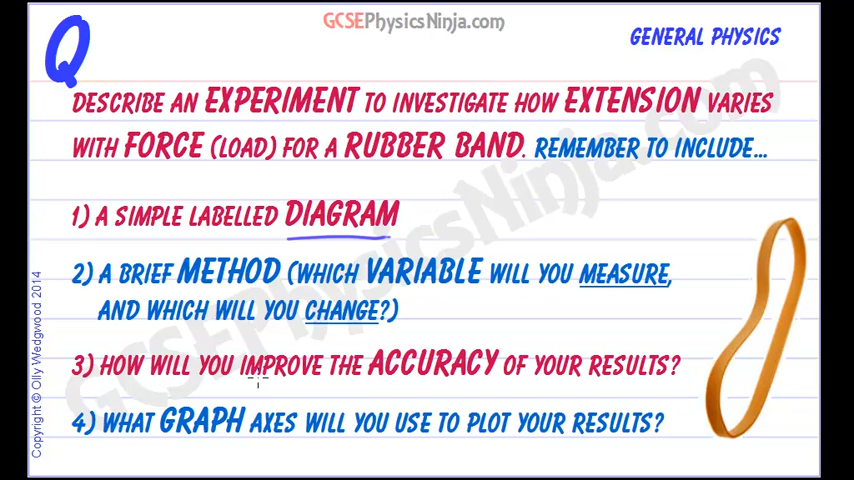 GCSEPhysicsNinja.com
Q
GENERAL PHYSICS
DESCRIBE AN EXPERIMENT TO INVESTIGATE HOW EXTENSION VARIES
WITH FORCE (LOAD) FOR A RUBBER BAND. REMEMBER TO INCLUDE...
1) A SIMPLE LABELLED DIAGRAM
2) A BRIEF METHOD (WHICH VARIABLE WILL YOU MEASURE,
AND WHICH WILL YOU CHANGE?)
3) HOW WILL YOU IMPROVE THE ACCURACY OF YOUR RESULTS?
4) WHAT GRAPH AXES WILL YOU USE TO PLOT YOUR RESULTS?
Copyright © Olly Wedgwood 2014
GCSEPhysicsNinja.com